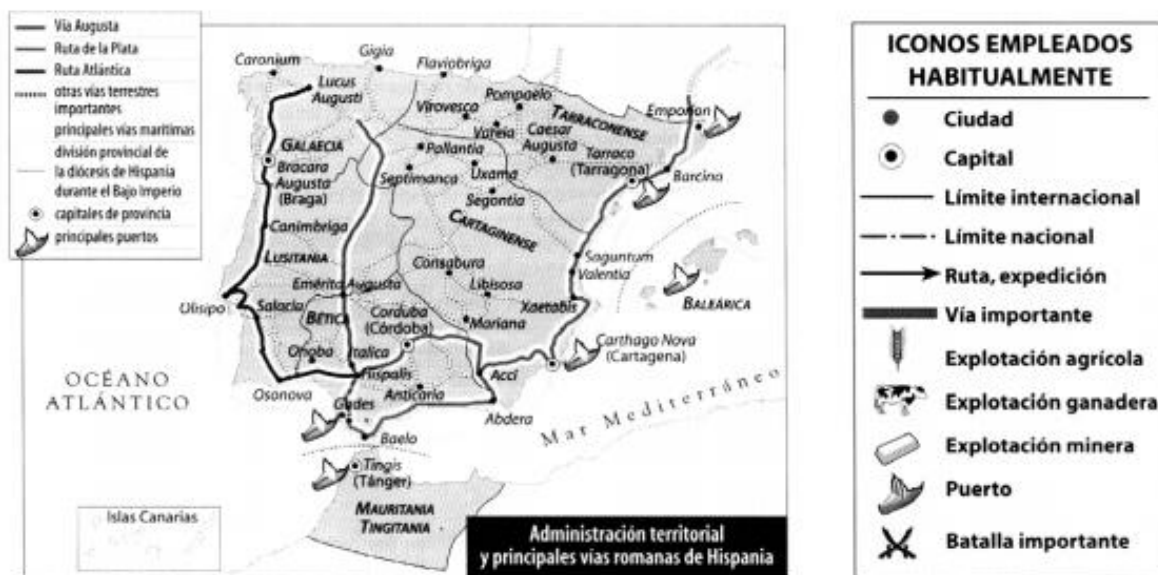 Vía Augusta
Ruta de la Plata
Ruta Atlántica
otras vías terrestres
importantes
principales vías marítimas
división provincial de
la diócesis de Hispania
durante el Bajo Imperio
capitales de provincia
principales puertos
Caronium
Gigia
Flaviobriga
Lucus
Augusti
Pompaelo
Virovesca
Emporion
TARRACONENSE
Vareia
Caesar
Augusta
GALAECIA
Pallantia
Tarraco
(Tarragona)
Bracara
Augusta
(Braga)
Septimanca
Uxama
Barcino
Segontia
Canimbriga
CARTAGINENSE
LUSITANIA
Saguntum
Consabura
Valentia
Emérita Augusta
Libisosa
Olisipo
Salacia
Xaetabis
BALEÁRICA
BÉTICA
Corduba
(Córdoba)
Mariana
Carthago Nova
(Cartagena)
Onoba
Italica
Hispalis
Acci
OCÉANO
ATLÁNTICO
Osonova
Anticaria
Gades
Abdera
Mar Mediterráneo
Baelo
Tingis
(Tánger)
MAURITANIA
TINGITANIA
Islas Canarias
Administración territorial
y principales vías romanas de Hispania
ICONOS EMPLEADOS
HABITUALMENTE
Ciudad
Capital
Límite internacional
Límite nacional
Ruta, expedición
Vía importante
Explotación agrícola
Explotación ganadera
Explotación minera
Puerto
Batalla importante